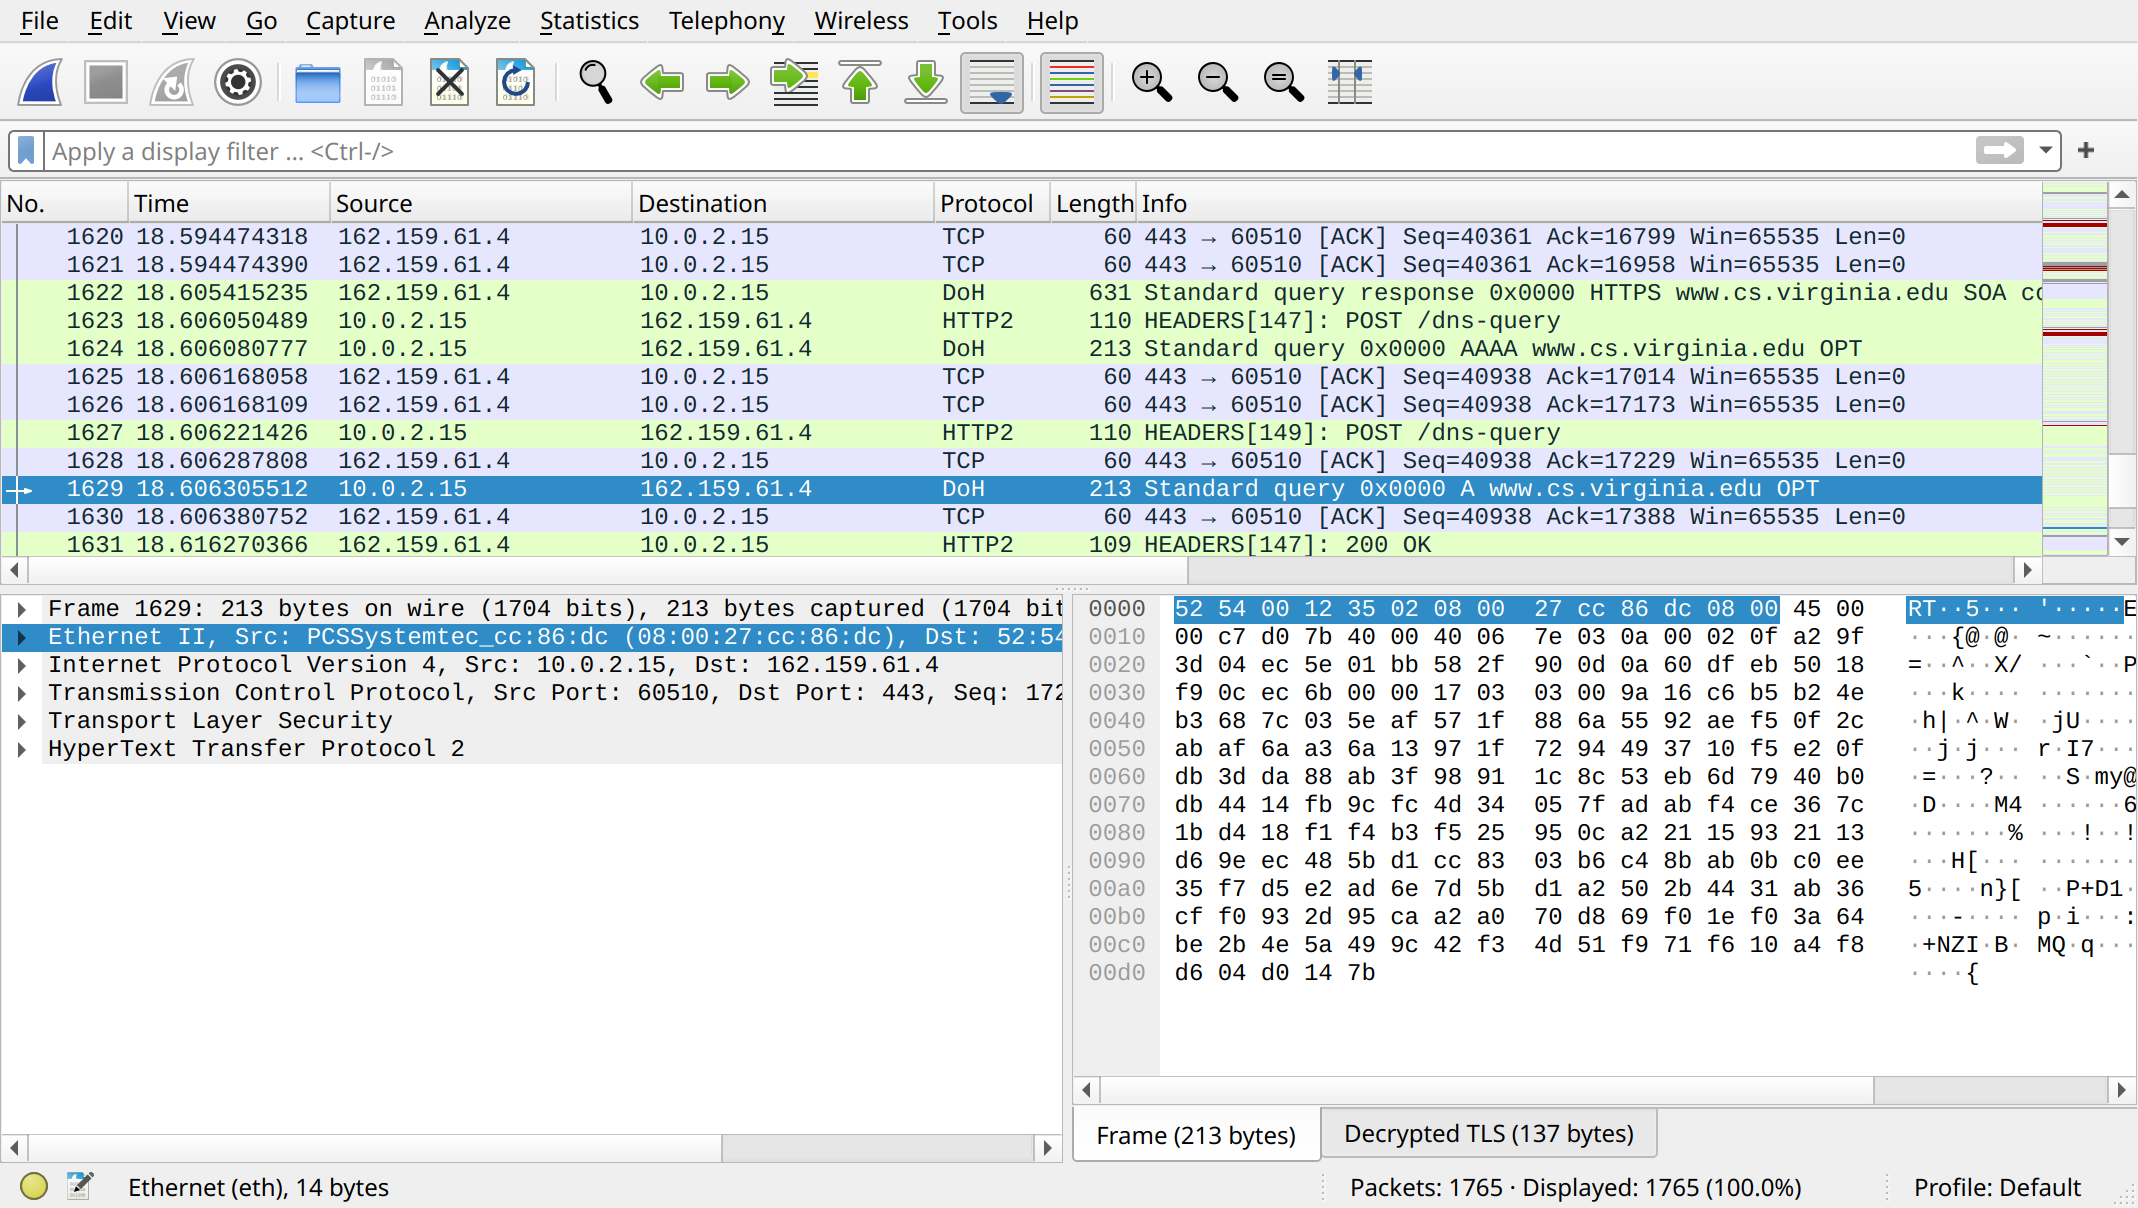 File Edit View Go Capture Analyze Statistics Telephony Wireless Tools Help
Apply a display filter ... <Ctrl-/>
No. Time Source Destination Protocol Length Info
1620 18.594474318 162.159.61.4 10.0.2.15 TCP 60 443 → 60510 [ACK] Seq=40361 Ack=16799 Win=65535 Len=0
1621 18.594474390 162.159.61.4 10.0.2.15 TCP 60 443 → 60510 [ACK] Seq=40361 Ack=16958 Win=65535 Len=0
1622 18.605415235 162.159.61.4 10.0.2.15 DoH 631 Standard query response 0x0000 HTTPS www.cs.virginia.edu SOA co
1623 18.606050489 10.0.2.15 162.159.61.4 HTTP2 110 HEADERS[147]: POST /dns-query
1624 18.606080777 10.0.2.15 162.159.61.4 DoH 213 Standard query 0x0000 AAAA www.cs.virginia.edu OPT
1625 18.606168058 162.159.61.4 10.0.2.15 TCP 60 443 → 60510 [ACK] Seq=40938 Ack=17014 Win=65535 Len=0
1626 18.606168109 162.159.61.4 10.0.2.15 TCP 60 443 → 60510 [ACK] Seq=40938 Ack=17173 Win=65535 Len=0
1627 18.606221426 10.0.2.15 162.159.61.4 HTTP2 110 HEADERS[149]: POST /dns-query
1628 18.606287808 162.159.61.4 10.0.2.15 TCP 60 443 → 60510 [ACK] Seq=40938 Ack=17229 Win=65535 Len=0
1629 18.606305512 10.0.2.15 162.159.61.4 DoH 213 Standard query 0x0000 A www.cs.virginia.edu OPT
1630 18.606380752 162.159.61.4 10.0.2.15 TCP 60 443 → 60510 [ACK] Seq=40938 Ack=17388 Win=65535 Len=0
1631 18.616270366 162.159.61.4 10.0.2.15 HTTP2 109 HEADERS[147]: 200 OK
Frame 1629: 213 bytes on wire (1704 bits), 213 bytes captured (1704 bit
Ethernet II, Src: PCSSystemtec_cc:86:dc (08:00:27:cc:86:dc), Dst: 52:54
Internet Protocol Version 4, Src: 10.0.2.15, Dst: 162.159.61.4
Transmission Control Protocol, Src Port: 60510, Dst Port: 443, Seq: 172
Transport Layer Security
HyperText Transfer Protocol 2
0000 52 54 00 12 35 02 08 00 27 cc 86 dc 08 00 45 00 RT··5··· '·····E
0010 00 c7 d0 7b 40 00 40 06 7e 03 0a 00 02 0f a2 9f ···{@·@· ~······
0020 3d 04 ec 5e 01 bb 58 2f 90 0d 0a 60 df eb 50 18 =··^··X/ ···`··P
0030 f9 0c ec 6b 00 00 17 03 03 00 9a 16 c6 b5 b2 4e ···k···· ·······
0040 b3 68 7c 03 5e af 57 1f 88 6a 55 92 ae f5 0f 2c ·h|·^·W· ·jU····
0050 ab af 6a a3 6a 13 97 1f 72 94 49 37 10 f5 e2 0f ··j·j··· r·I7···
0060 db 3d da 88 ab 3f 98 91 1c 8c 53 eb 6d 79 40 b0 ·=···?·· ··S·my@
0070 db 44 14 fb 9c fc 4d 34 05 7f ad ab f4 ce 36 7c ·D····M4 ······6
0080 1b d4 18 f1 f4 b3 f5 25 95 0c a2 21 15 93 21 13 ·······% ···!··!
0090 d6 9e ec 48 5b d1 cc 83 03 b6 c4 8b ab 0b c0 ee ···H[··· ·······
00a0 35 f7 d5 e2 ad 6e 7d 5b d1 a2 50 2b 44 31 ab 36 5····n}[ ··P+D1·
00b0 cf f0 93 2d 95 ca a2 a0 70 d8 69 f0 1e f0 3a 64 ···-···· p·i···:
00c0 be 2b 4e 5a 49 9c 42 f3 4d 51 f9 71 f6 10 a4 f8 ·+NZI·B· MQ·q···
00d0 d6 04 d0 14 7b ····{
Frame (213 bytes) Decrypted TLS (137 bytes)
Ethernet (eth), 14 bytes Packets: 1765 · Displayed: 1765 (100.0%) Profile: Default